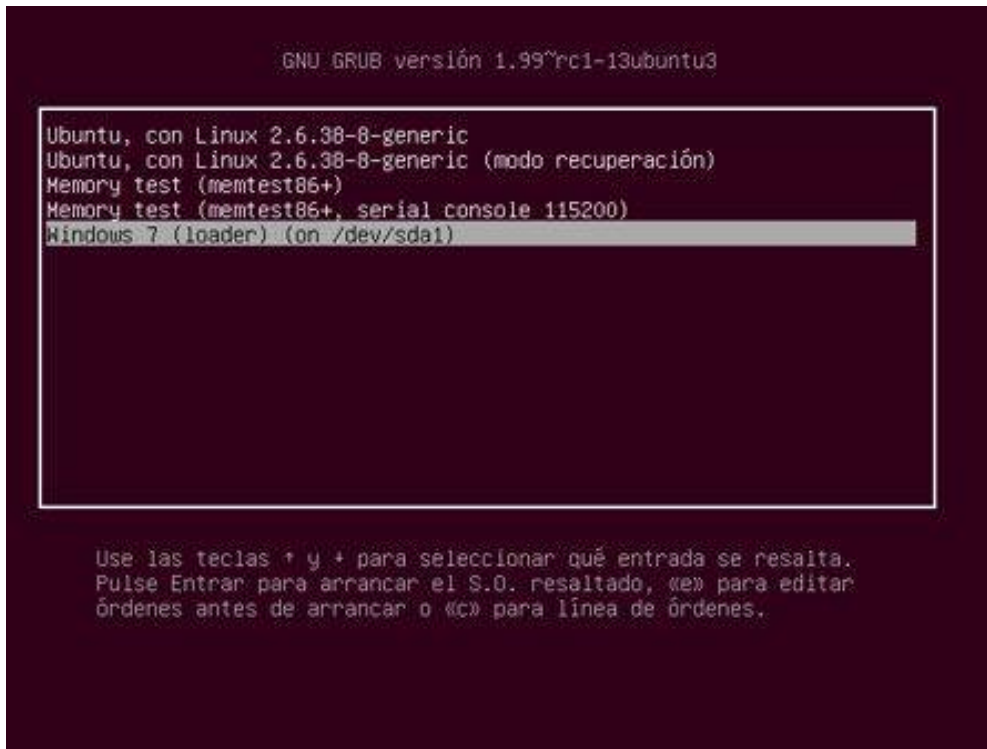 GNU GRUB versión 1.99~rc1-13ubuntu3
Ubuntu, con Linux 2.6.38-8-generic
Ubuntu, con Linux 2.6.38-8-generic (modo recuperación)
Memory test (memtest86+)
Memory test (memtest86+, serial console 115200)
Windows 7 (loader) (on /dev/sda1)
Use las teclas ↑ y ↓ para seleccionar qué entrada se resalta.
Pulse Entrar para arrancar el S.O. resaltado, «e» para editar
órdenes antes de arrancar o «c» para línea de órdenes.